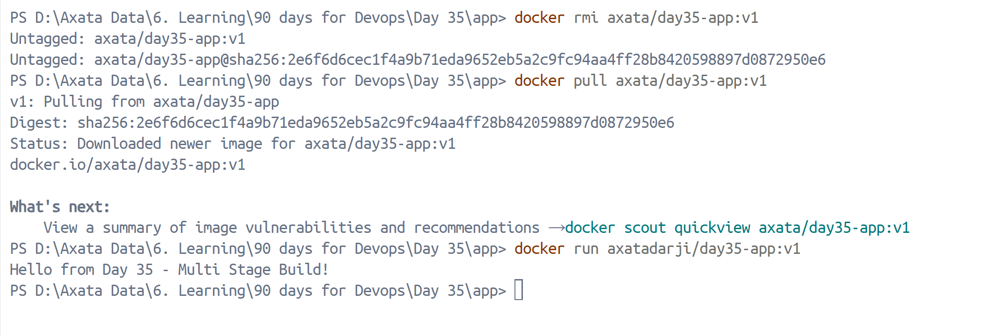 PS D:\Axata Data\6. Learning\90 days for Devops\Day 35\app> docker rmi axata/day35-app:v1
Untagged: axata/day35-app:v1
Untagged: axata/day35-app@sha256:2e6f6d6cec1f4a9b71eda9652eb5a2c9fc94aa4ff28b8420598897d0872950e6
PS D:\Axata Data\6. Learning\90 days for Devops\Day 35\app> docker pull axata/day35-app:v1
v1: Pulling from axata/day35-app
Digest: sha256:2e6f6d6cec1f4a9b71eda9652eb5a2c9fc94aa4ff28b8420598897d0872950e6
Status: Downloaded newer image for axata/day35-app:v1
docker.io/axata/day35-app:v1
What's next:
View a summary of image vulnerabilities and recommendations →docker scout quickview axata/day35-app:v1
PS D:\Axata Data\6. Learning\90 days for Devops\Day 35\app> docker run axatadarji/day35-app:v1
Hello from Day 35 - Multi Stage Build!
PS D:\Axata Data\6. Learning\90 days for Devops\Day 35\app>